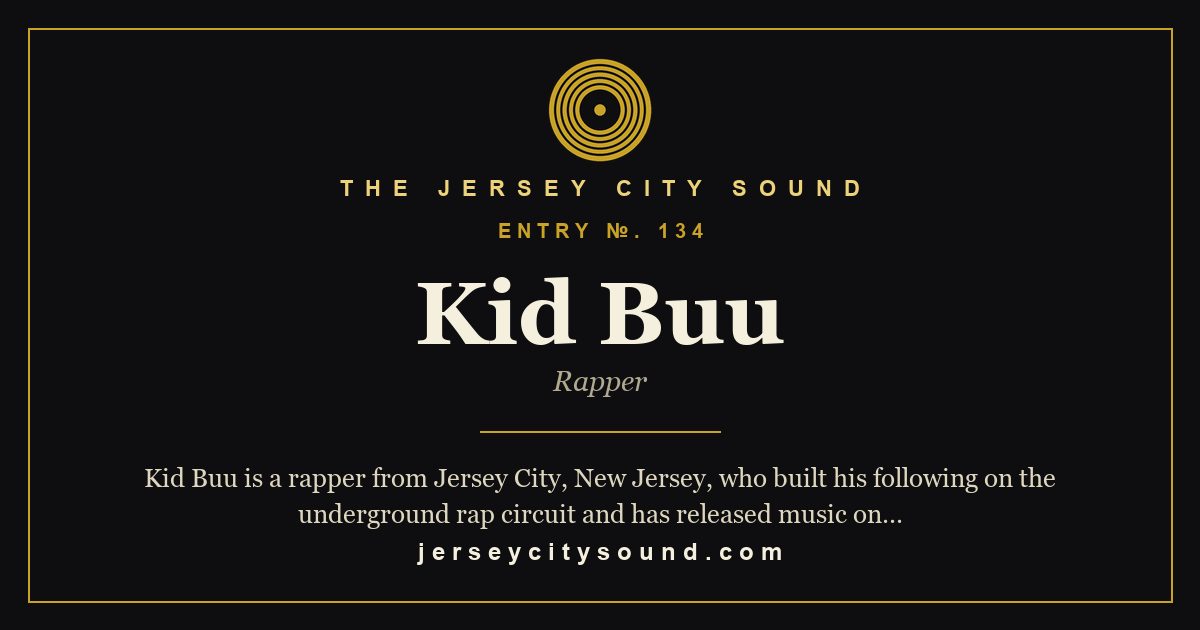 THE JERSEY CITY SOUND
ENTRY №. 134
Kid Buu
Rapper
Kid Buu is a rapper from Jersey City, New Jersey, who built his following on the
underground rap circuit and has released music on...
jerseycitysound.com